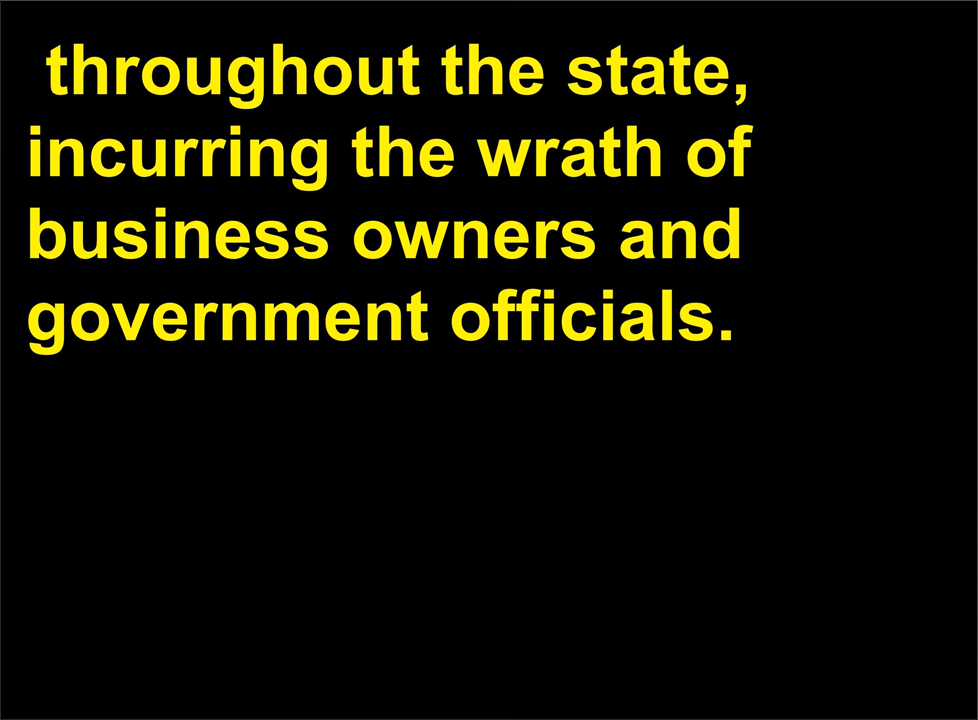 throughout the state,
incurring the wrath of
business owners and
government officials.